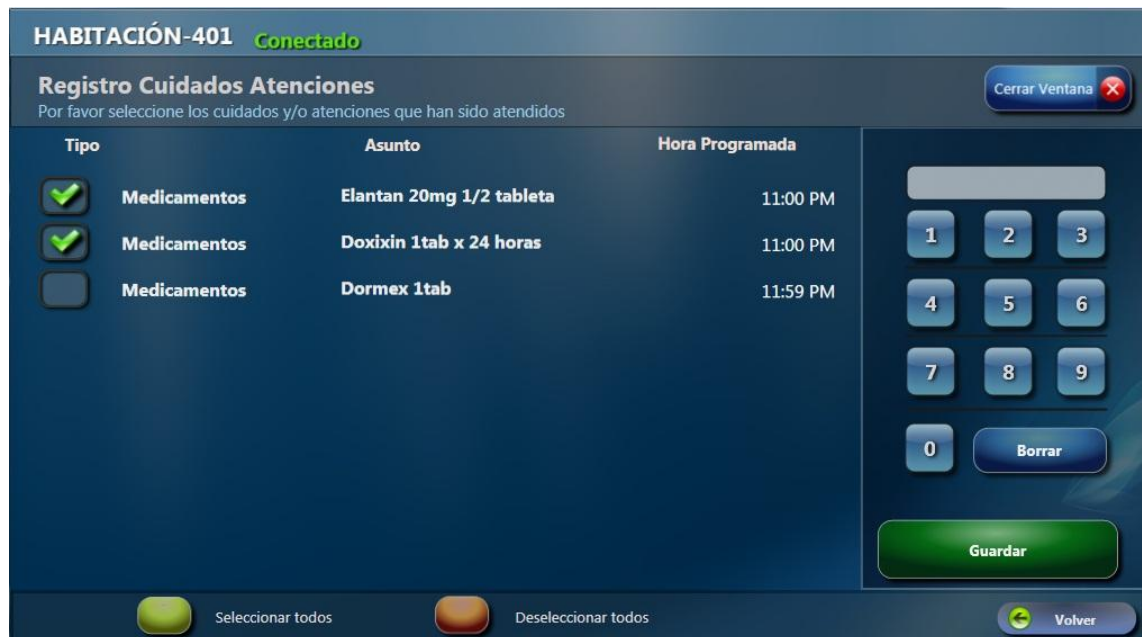 HABITACIÓN-401 Conectado
Registro Cuidados Atenciones
Por favor seleccione los cuidados y/o atenciones que han sido atendidos
Cerrar Ventana
Tipo Asunto Hora Programada
Medicamentos Elantan 20mg 1/2 tableta 11:00 PM
Medicamentos Doxixin 1tab x 24 horas 11:00 PM
Medicamentos Dormex 1tab 11:59 PM
1 2 3
4 5 6
7 8 9
0 Borrar
Guardar
Seleccionar todos Deseleccionar todos Volver